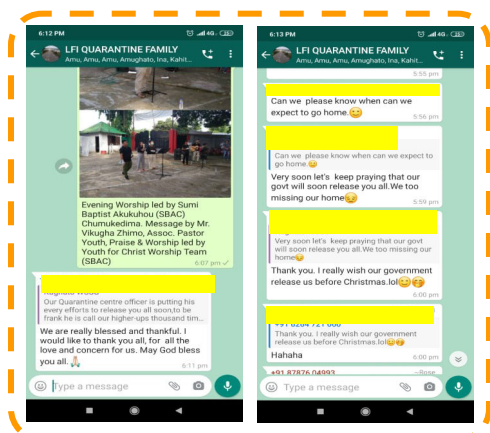 6:12 PM
4G
LFI QUARANTINE FAMILY
Amu, Amu, Amu, Amughato, Ina, Kahit...
Evening Worship led by Sumi
Baptist Akukuhou (SBAC)
Chumukedima. Message by Mr.
Vikugha Zhimo, Assoc. Pastor
Youth, Praise & Worship led by
Youth for Christ Worship Team
(SBAC)
6:07 pm
Our Quarantine centre officer is putting his
every efforts to release you all soon,to be
frank he is call our higher-ups thousand tim...
We are really blessed and thankful. I
would like to thank you all, for all the
love and concern for us. May God bless
you all.🙏
6:11 pm
Type a message
6:13 PM
4G
LFI QUARANTINE FAMILY
Amu, Amu, Amu, Amughato, Ina, Kahit...
5:55 pm
Can we please know when can we
expect to go home.😊
5:56 pm
Can we please know when can we expect to
go home.😊
Very soon let's keep praying that our
govt will soon release you all.We too
missing our home😥
5:59 pm
Very soon let's keep praying that our govt
will soon release you all.We too missing our
home😥
Thank you. I really wish our government
release us before Christmas.lol😁😁
6:00 pm
Thank you. I really wish our government
release us before Christmas.lol😁😁
Hahaha
6:00 pm
+91 87876 04993
~Rose
Type a message